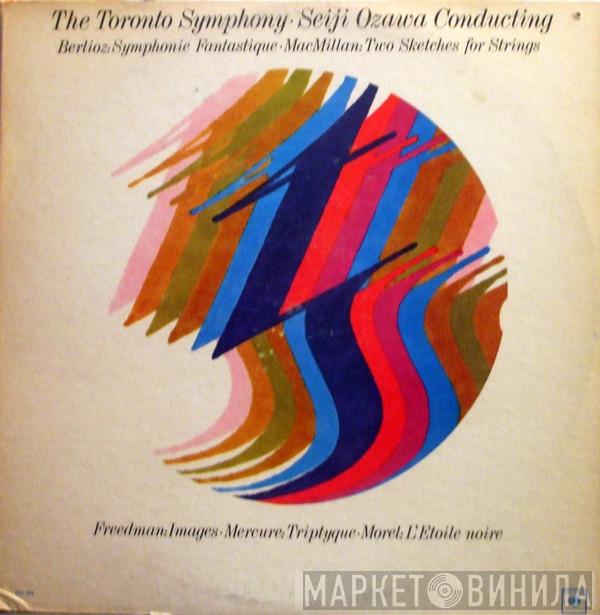 The Toronto Symphony · Seiji Ozawa Conducting
Berlioz: Symphonie Fantastique · MacMillan: Two Sketches for Strings
Freedman: Images · Mercure: Triptyque · Morel: L'Etoile noire
МАРКЕТ ВИНИЛА